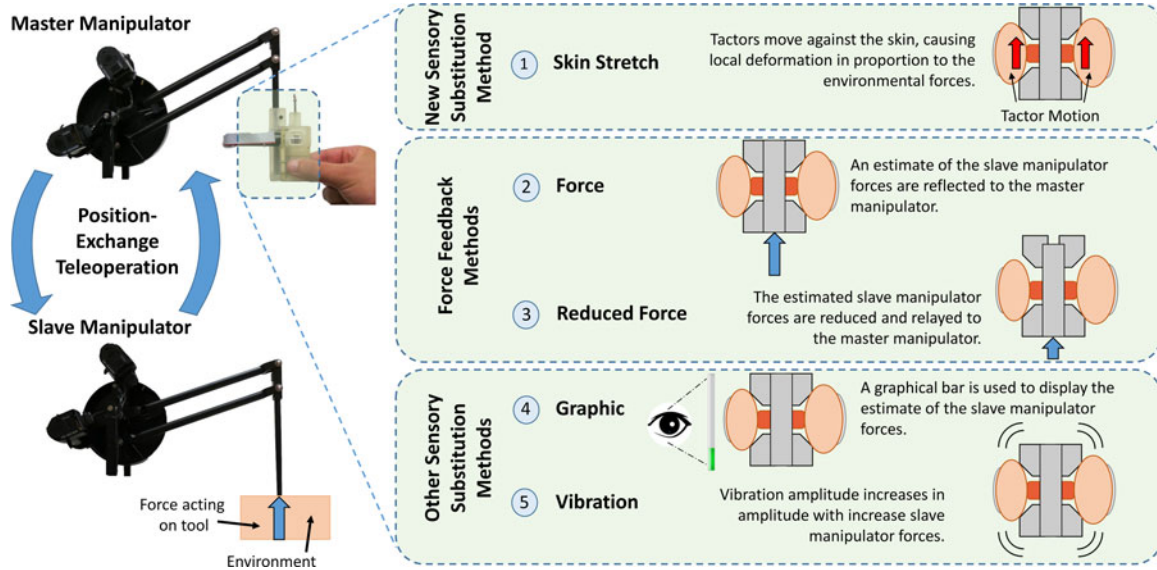 Master Manipulator
Position-
Exchange
Teleoperation
Slave Manipulator
Force acting
on tool
Environment
New Sensory
Substitution
Method
1
Skin Stretch
Tactors move against the skin, causing
local deformation in proportion to the
environmental forces.
Tactor Motion
Force Feedback
Methods
2
Force
An estimate of the slave manipulator
forces are reflected to the master
manipulator.
3
Reduced Force
The estimated slave manipulator
forces are reduced and relayed to
the master manipulator.
Other Sensory
Substitution
Methods
4
Graphic
A graphical bar is used to display the
estimate of the slave manipulator
forces.
5
Vibration
Vibration amplitude increases in
amplitude with increase slave
manipulator forces.